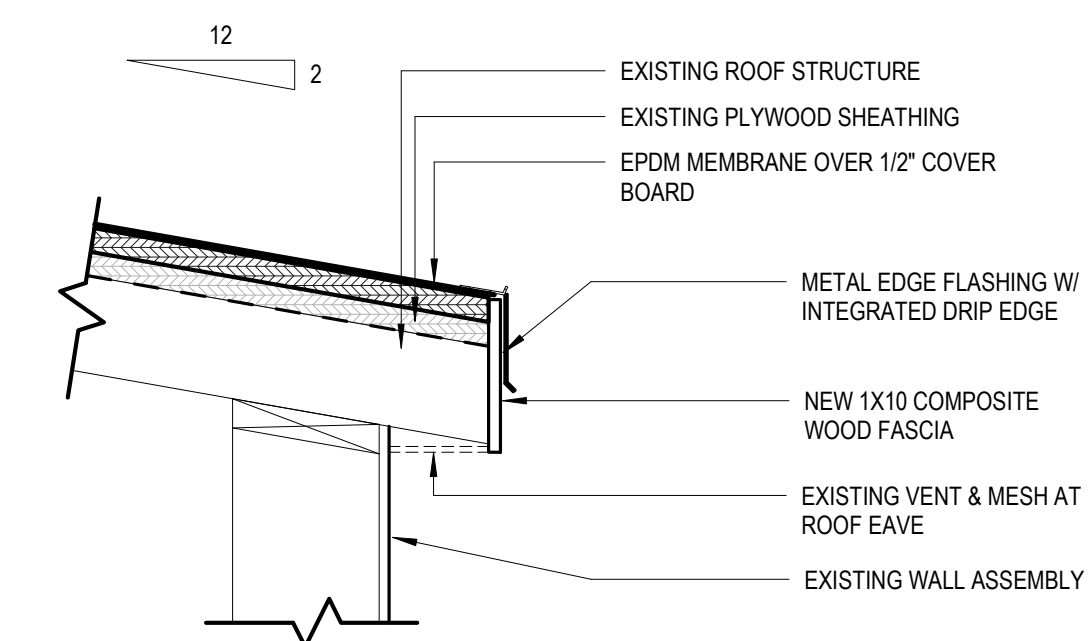 12
2
EXISTING ROOF STRUCTURE
EXISTING PLYWOOD SHEATHING
EPDM MEMBRANE OVER 1/2" COVER
BOARD
METAL EDGE FLASHING W/
INTEGRATED DRIP EDGE
NEW 1X10 COMPOSITE
WOOD FASCIA
EXISTING VENT & MESH AT
ROOF EAVE
EXISTING WALL ASSEMBLY